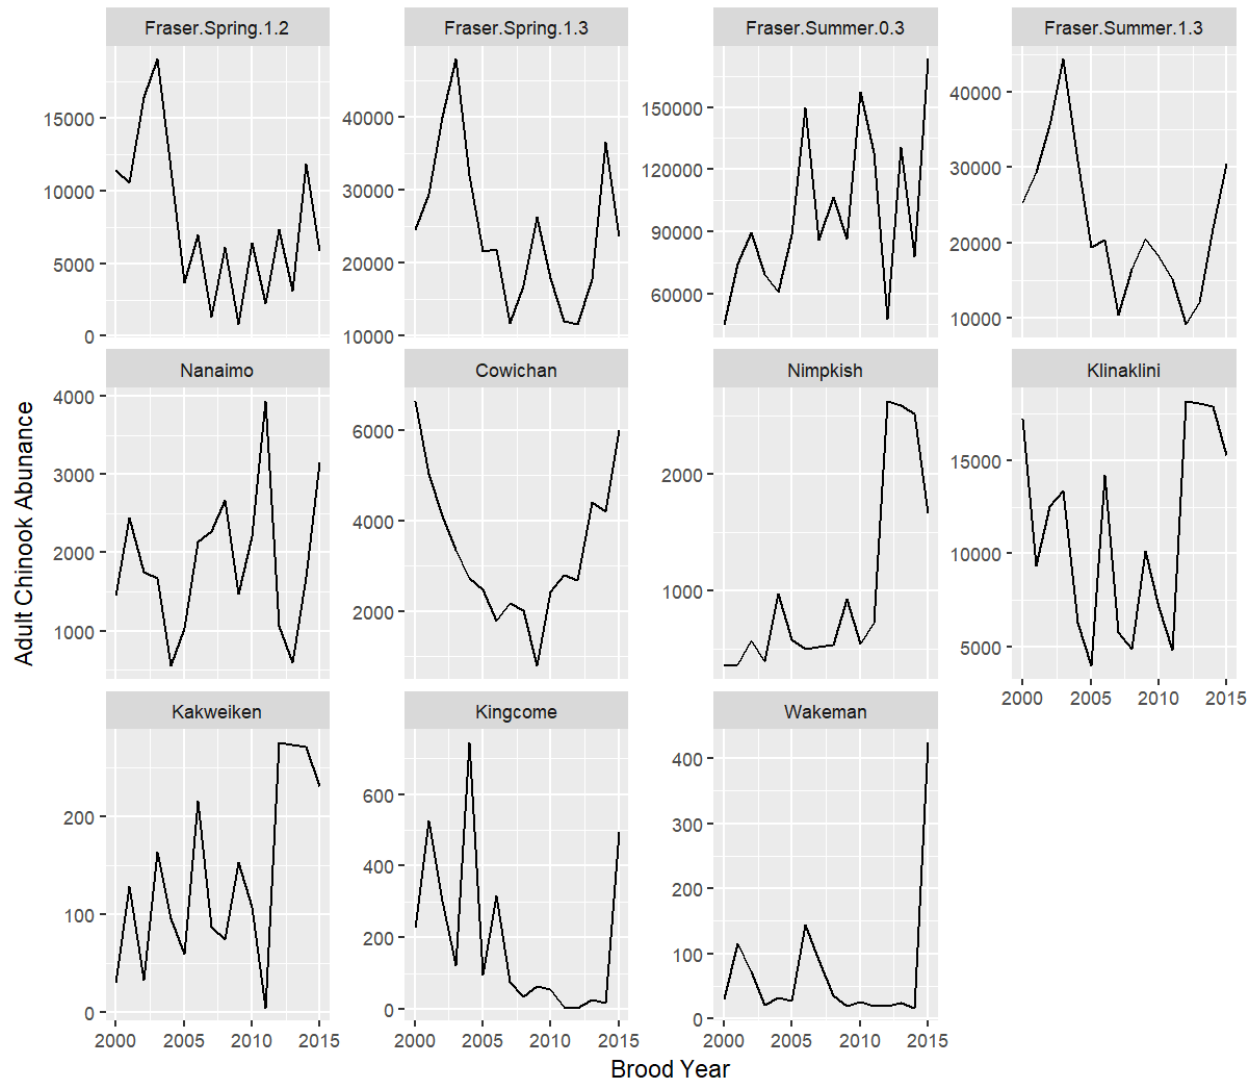 Fraser.Spring.1.2
Fraser.Spring.1.3
Fraser.Summer.0.3
Fraser.Summer.1.3
15000
10000
5000
0
40000
30000
20000
10000
150000
120000
90000
60000
40000
30000
20000
10000
Nanaimo
Cowichan
Nimpkish
Klinaklini
4000
3000
2000
1000
6000
4000
2000
2000
1000
15000
10000
5000
2000 2005 2010 2015
Kakweiken
Kingcome
Wakeman
200
100
0
600
400
200
0
400
300
200
100
0
2000 2005 2010 2015
2000 2005 2010 2015
2000 2005 2010 2015
Adult Chinook Abunance
Brood Year